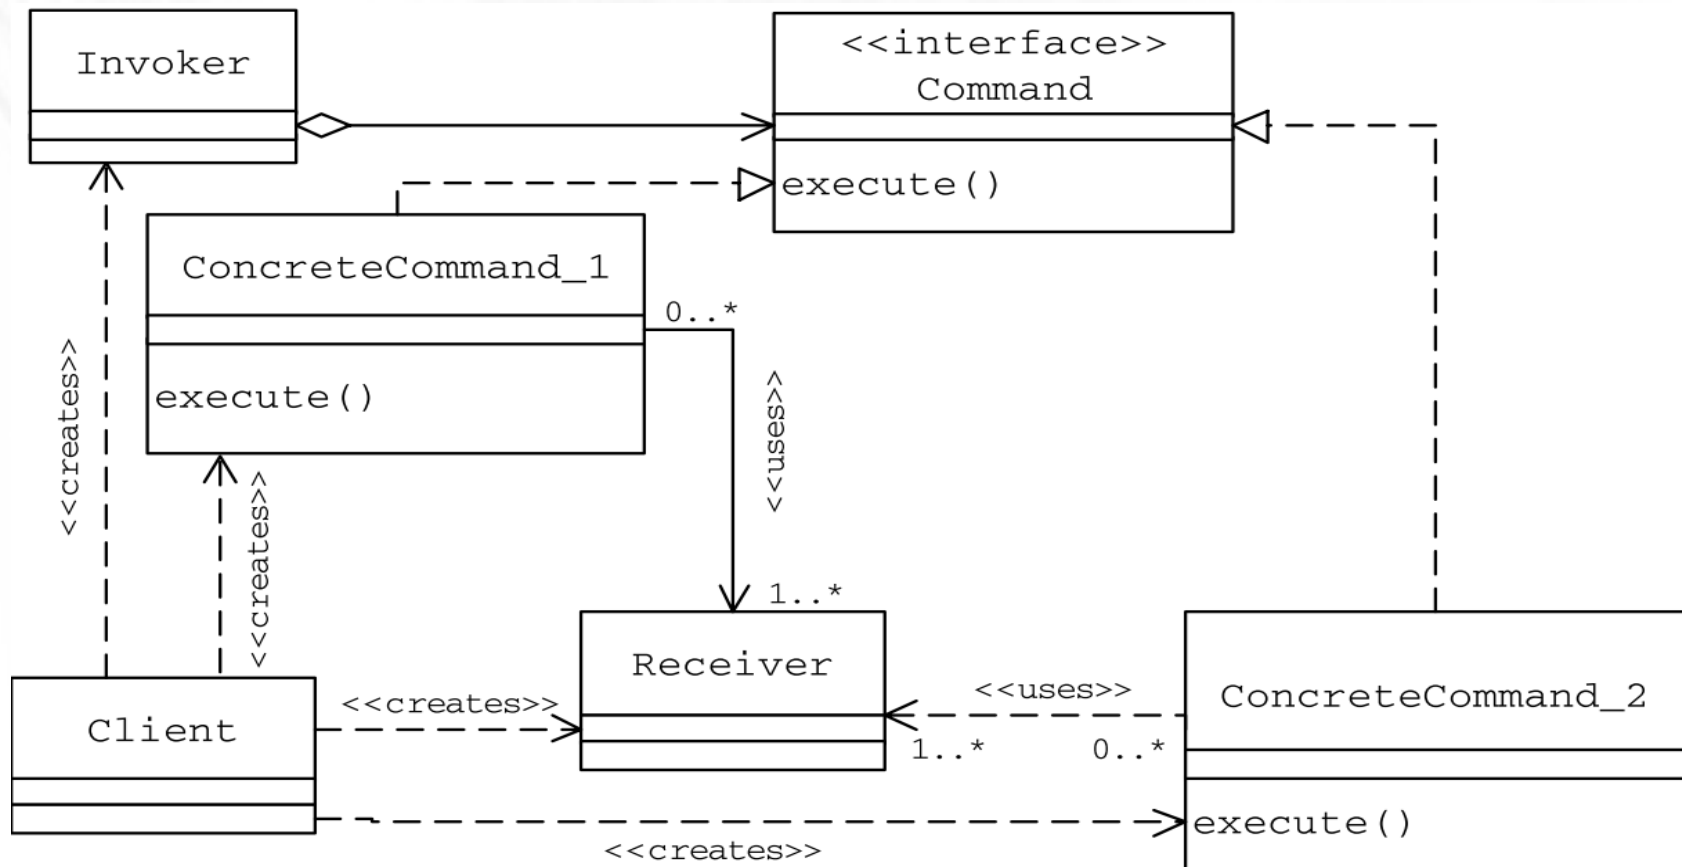 Invoker
<<interface>>
Command
execute()
ConcreteCommand_1
execute()
0..*
<<creates>>
<<creates>>
<<uses>>
1..*
Receiver
Client
<<creates>>
<<uses>>
1..*
0..*
ConcreteCommand_2
execute()
<<creates>>